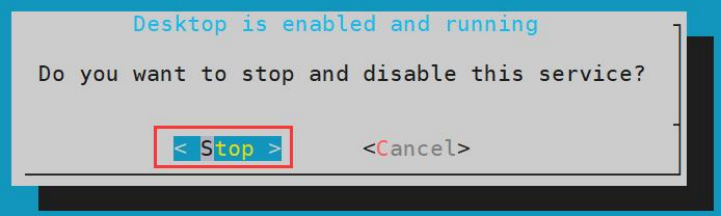 Desktop is enabled and running
Do you want to stop and disable this service?
< Stop > <Cancel>